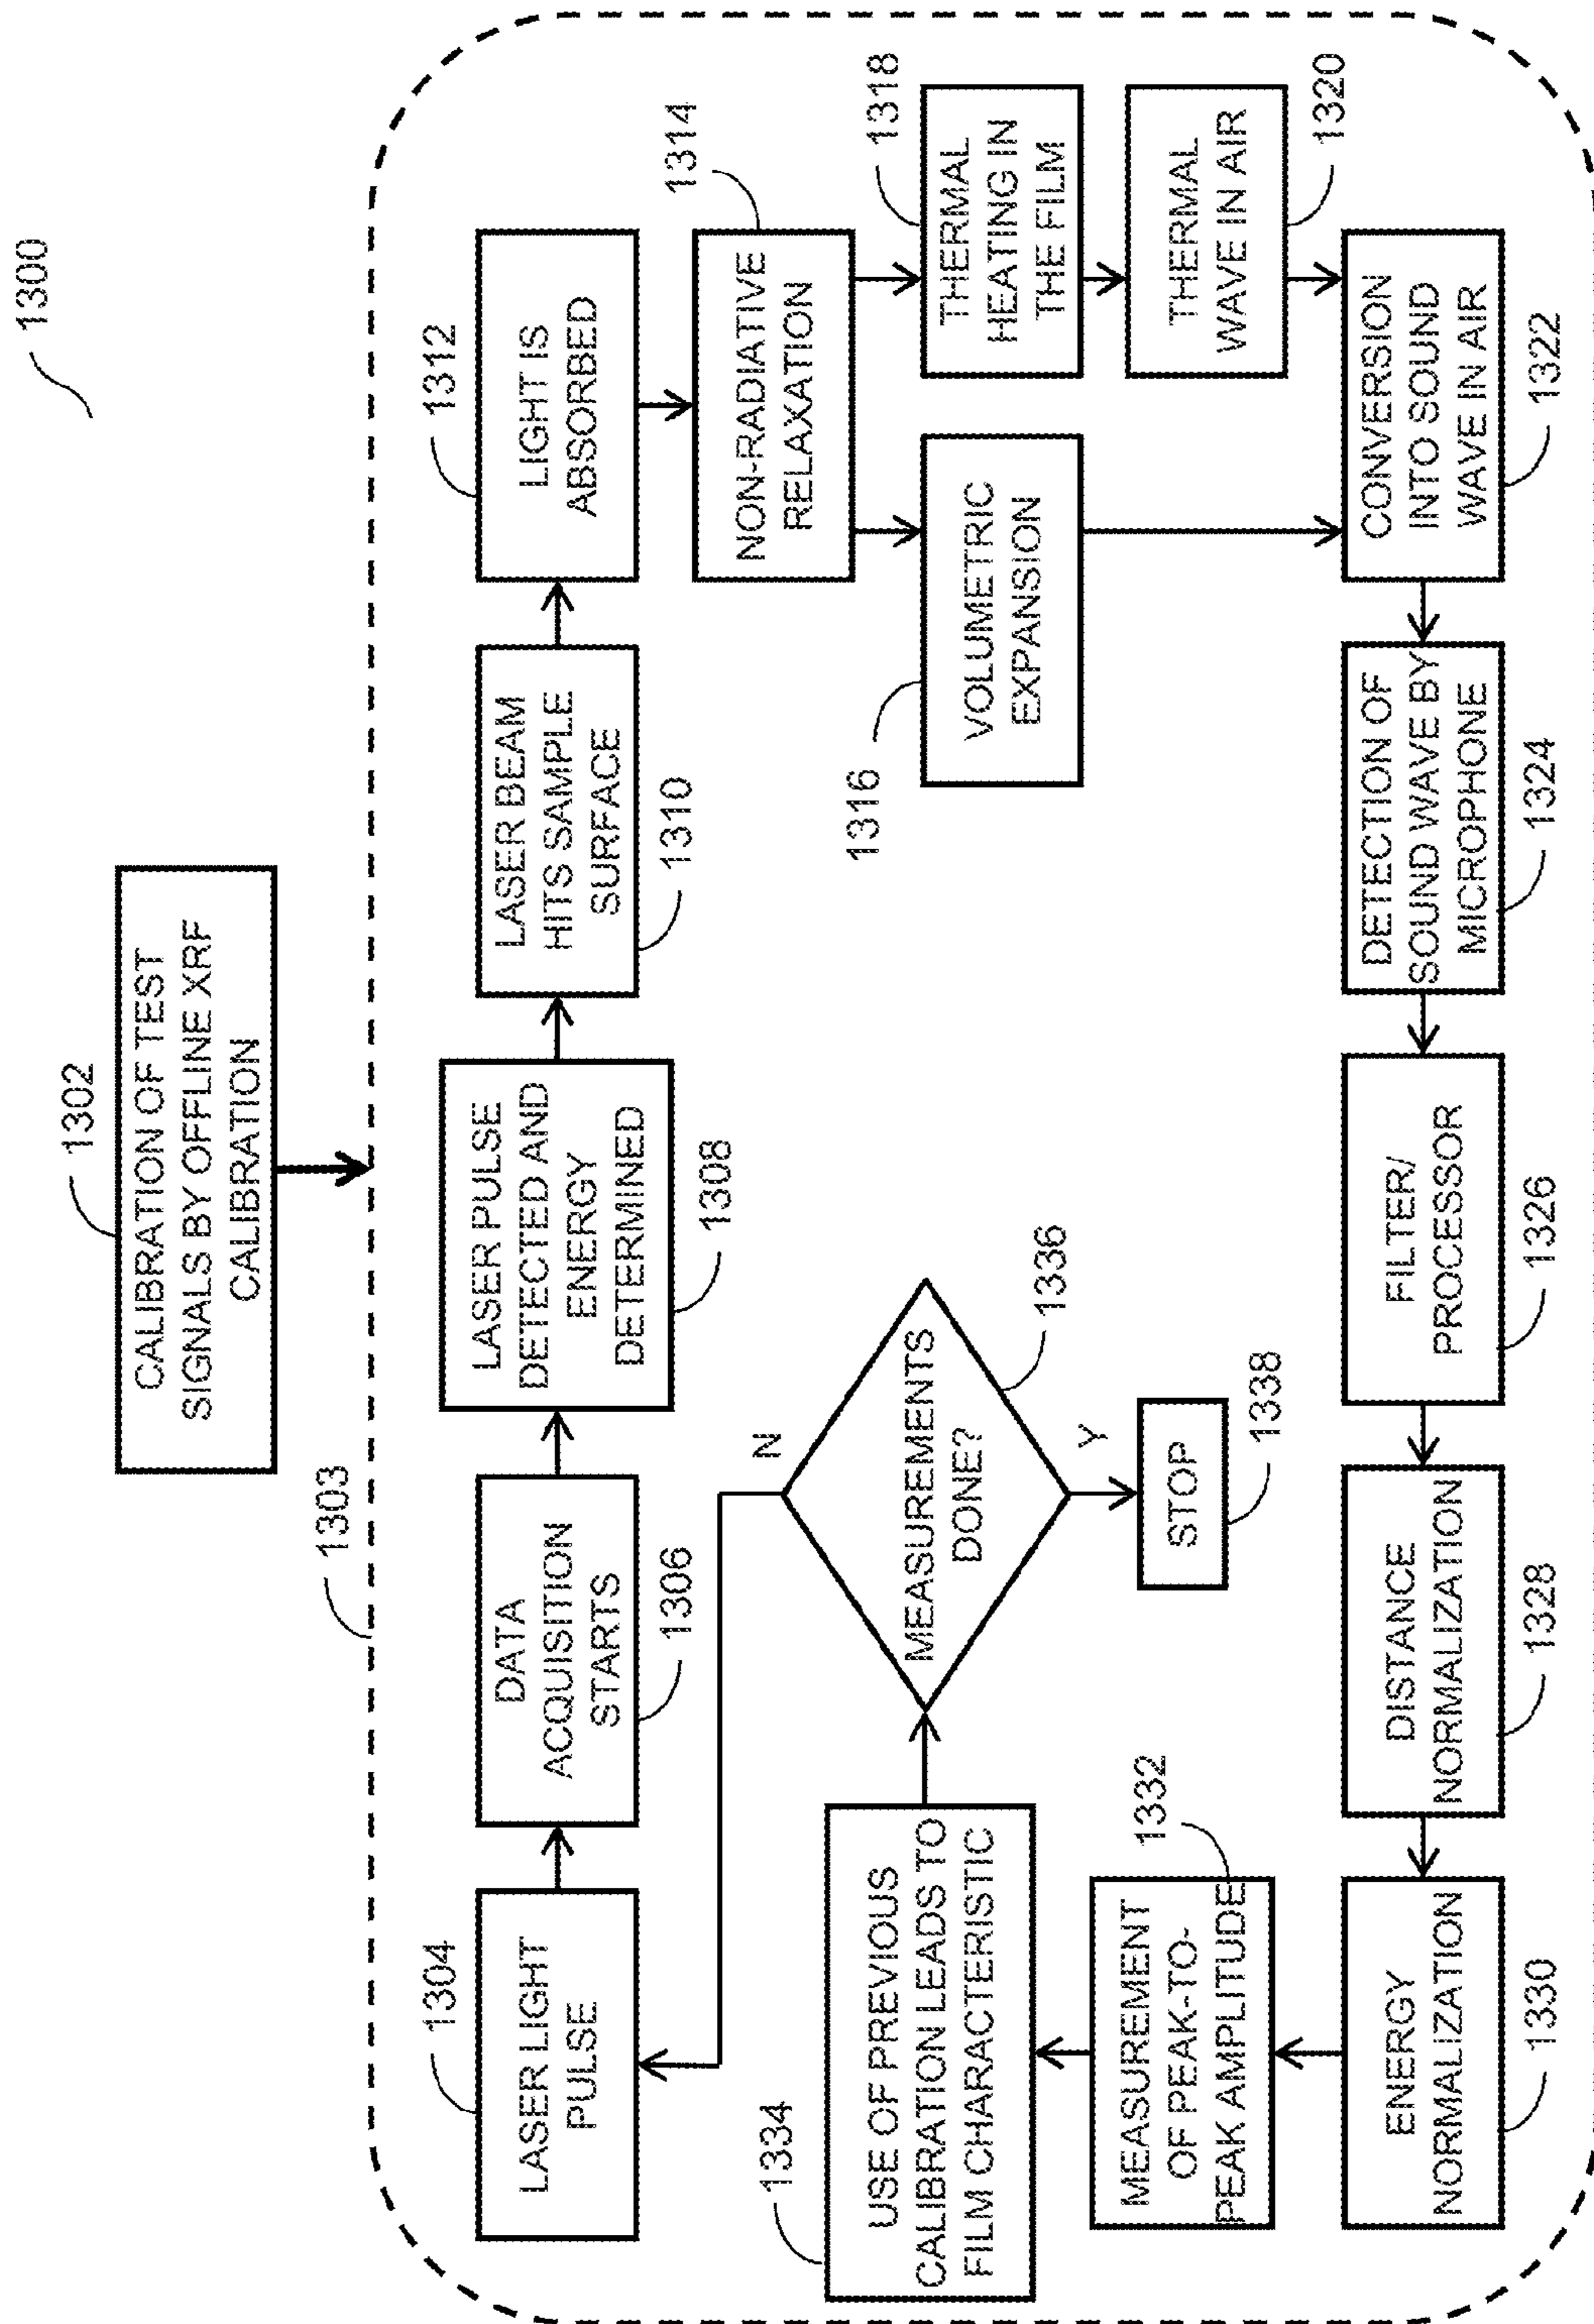 1300
1302
CALIBRATION OF TEST
SIGNALS BY OFFLINE XRF
CALIBRATION
1303
1304
LASER LIGHT
PULSE
DATA
ACQUISITION
STARTS
1306
LASER PULSE
DETECTED AND
ENERGY
DETERMINED
1308
LASER BEAM
HITS SAMPLE
SURFACE
1310
1312
LIGHT IS
ABSORBED
1314
NON-RADIATIVE
RELAXATION
1316
VOLUMETRIC
EXPANSION
1318
THERMAL
HEATING IN
THE FILM
THERMAL
WAVE IN AIR
1320
CONVERSION
INTO SOUND
WAVE IN AIR
1322
DETECTION OF
SOUND WAVE BY
MICROPHONE
1324
FILTER/
PROCESSOR
1326
DISTANCE
NORMALIZATION
1328
ENERGY
NORMALIZATION
1330
1332
MEASUREMENT
OF PEAK-TO-
PEAK AMPLITUDE
1334
USE OF PREVIOUS
CALIBRATION LEADS TO
FILM CHARACTERISTIC
MEASUREMENTS
DONE?
1336
N
Y
STOP
1338